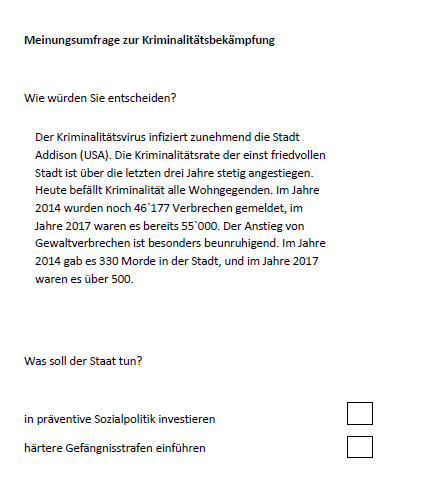 Meinungsumfrage zur Kriminalitätsbekämpfung
Wie würden Sie entscheiden?
Der Kriminalitätsvirus infiziert zunehmend die Stadt
Addison (USA). Die Kriminalitätsrate der einst friedvollen
Stadt ist über die letzten drei Jahre stetig angestiegen.
Heute befällt Kriminalität alle Wohngegenden. Im Jahre
2014 wurden noch 46`177 Verbrechen gemeldet, im
Jahre 2017 waren es bereits 55`000. Der Anstieg von
Gewaltverbrechen ist besonders beunruhigend. Im Jahre
2014 gab es 330 Morde in der Stadt, und im Jahre 2017
waren es über 500.
Was soll der Staat tun?
in präventive Sozialpolitik investieren
härtere Gefängnisstrafen einführen